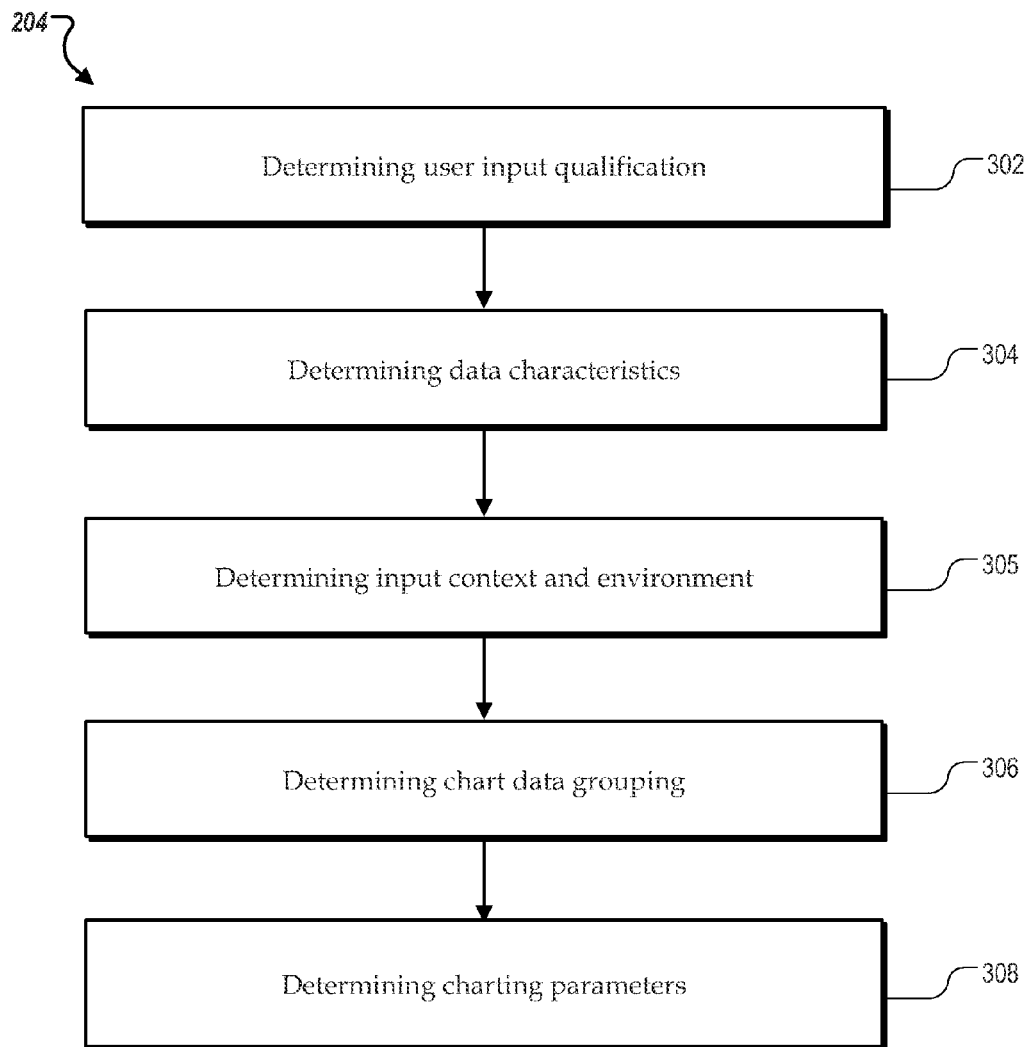 204
Determining user input qualification
302
Determining data characteristics
304
Determining input context and environment
305
Determining chart data grouping
306
Determining charting parameters
308